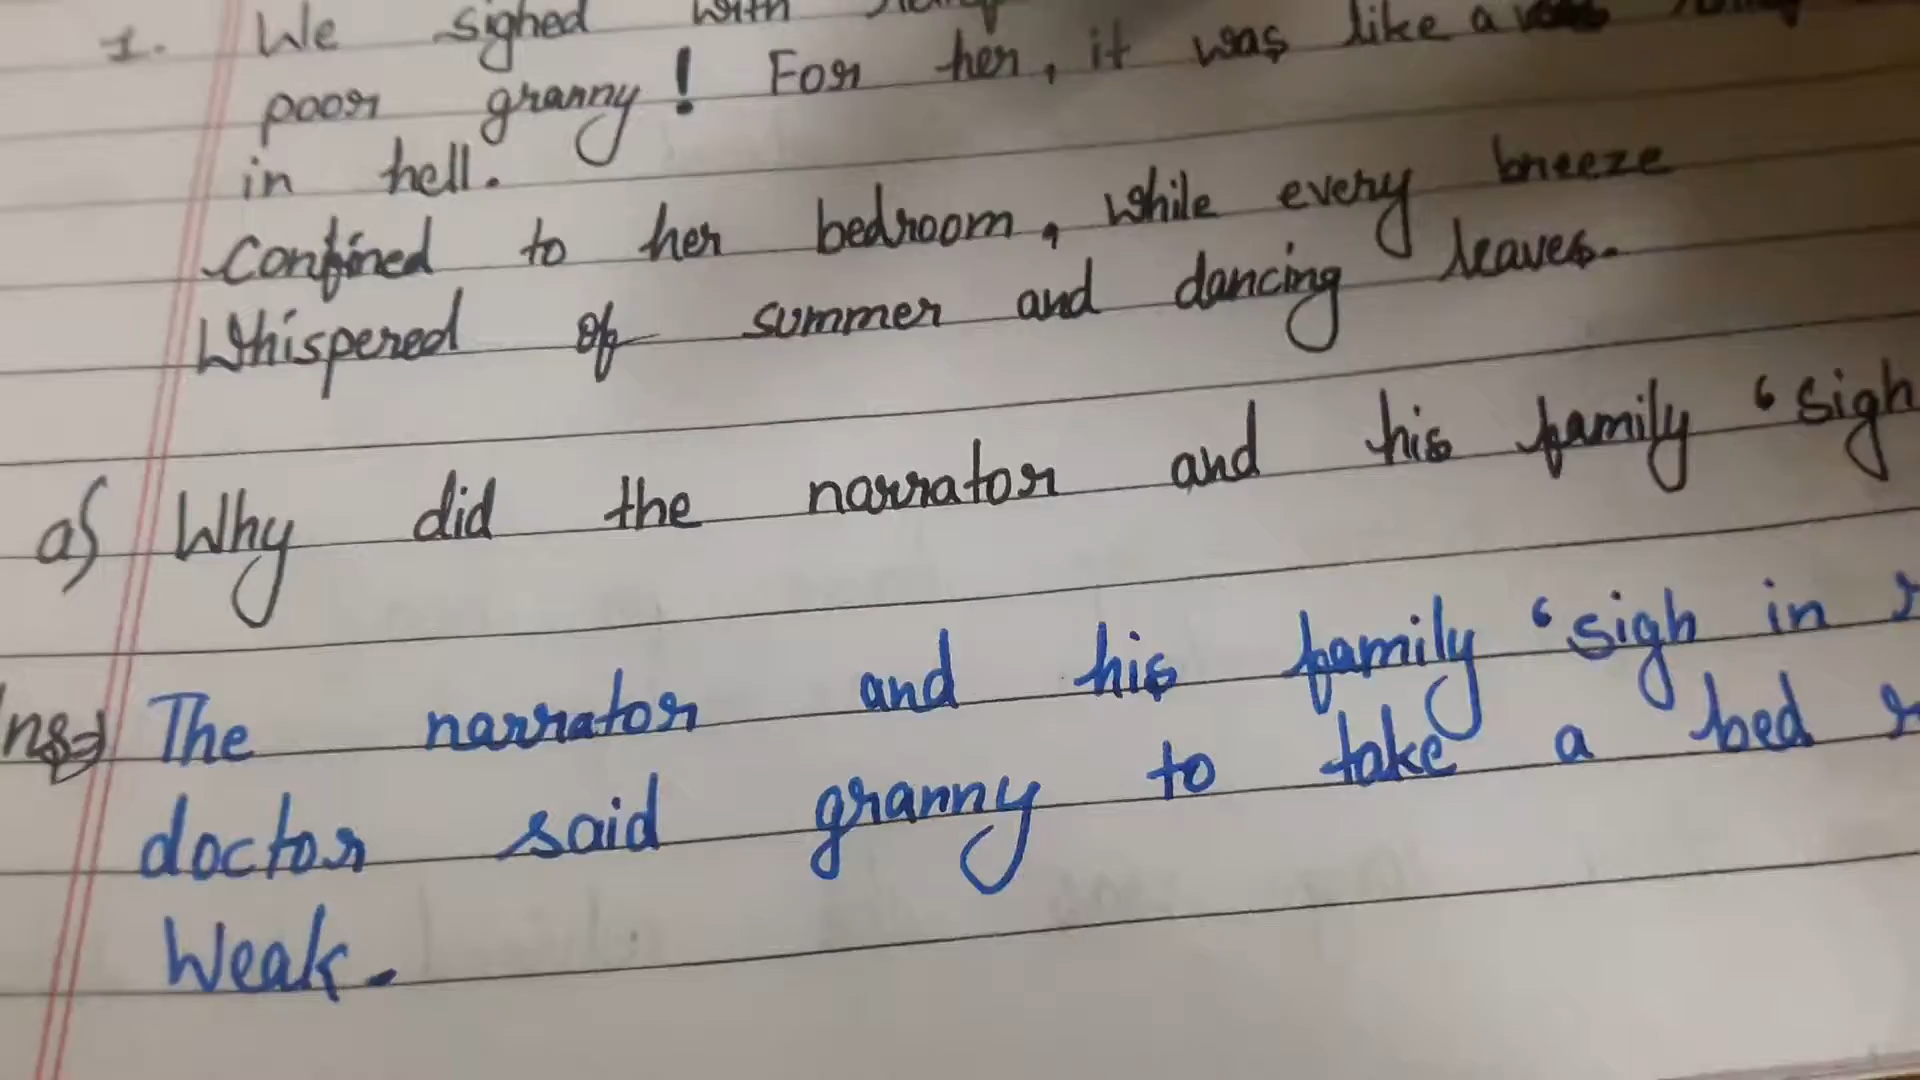 1. We sighed with
poor granny! For her, it was like a
in hell.
Confined to her bedroom, while every breeze
Whispered of summer and dancing leaves.
a) Why did the narrator and his family 'sigh
ns⇒ The narrator and his family 'sigh in
doctor said granny to take a bed
Weak.